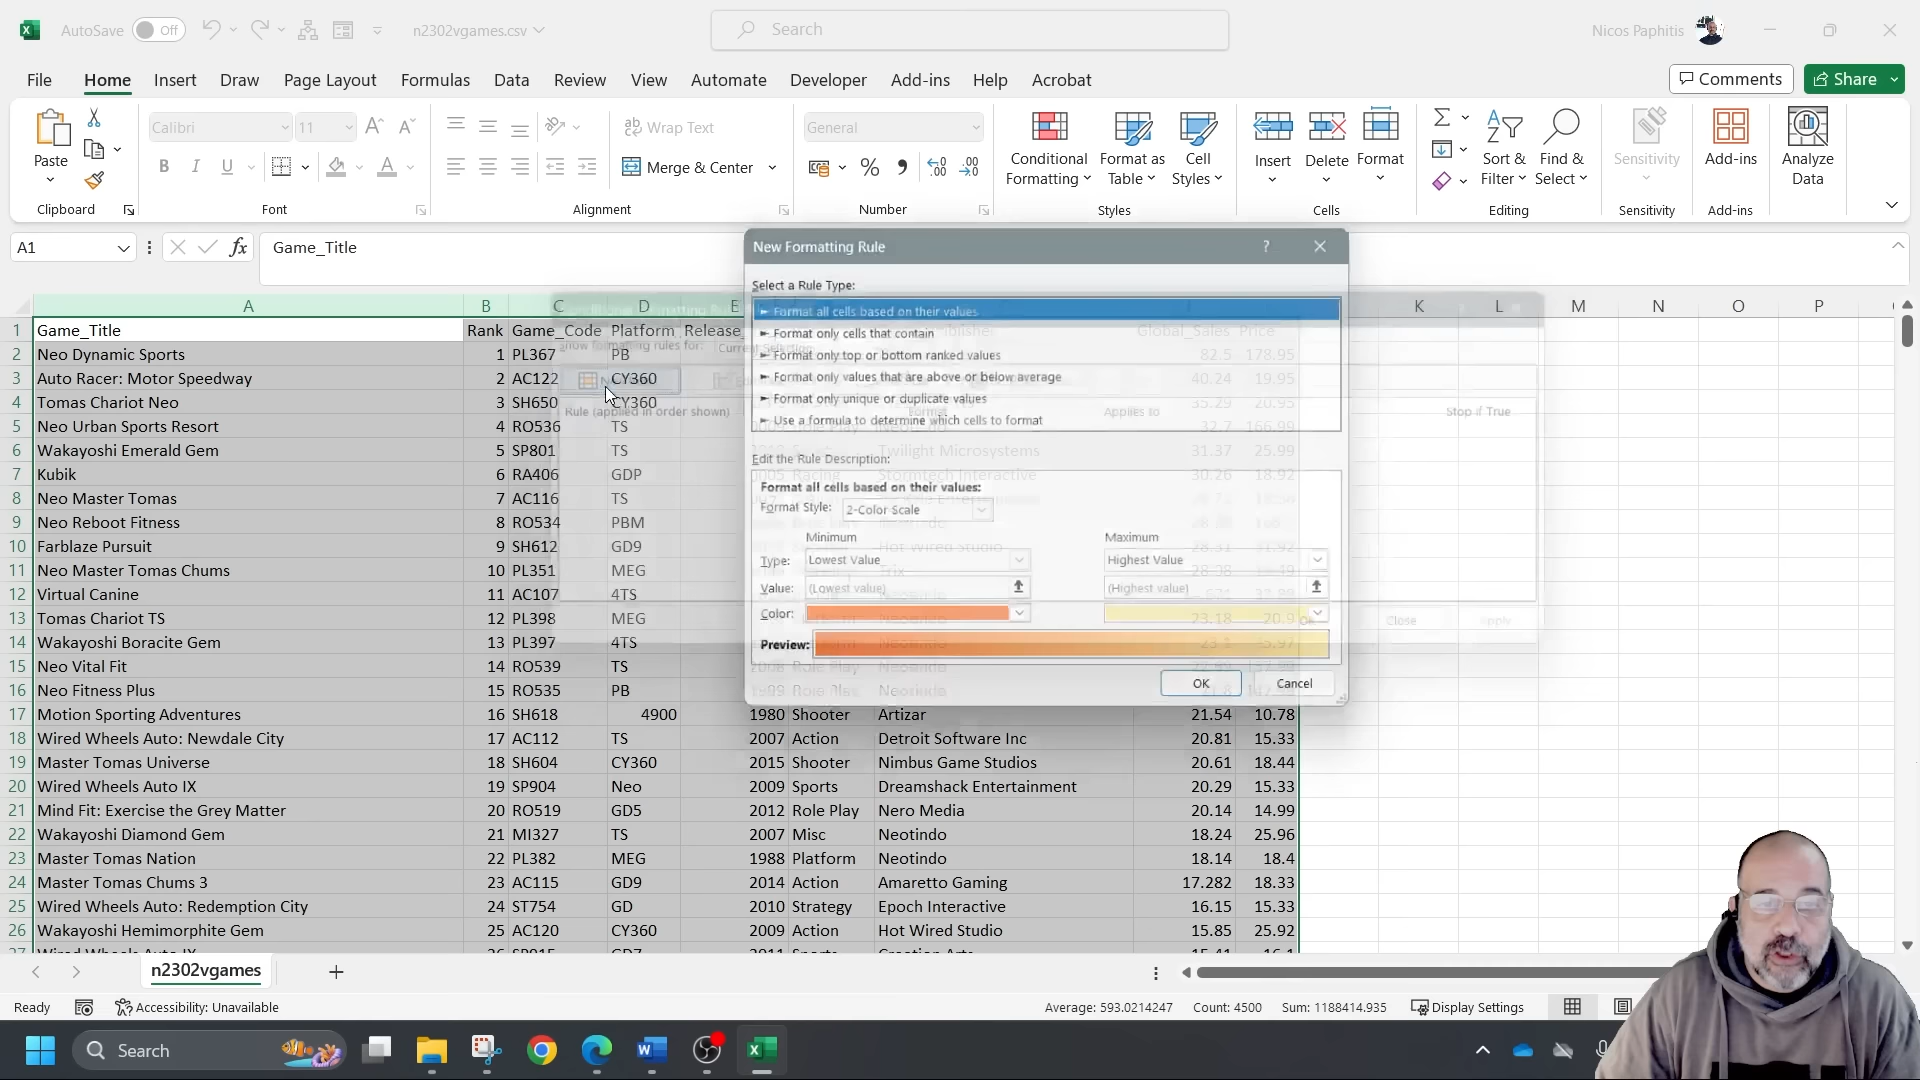 AutoSave Off n2302vgames.csv Search Nicos Paphitis
File Home Insert Draw Page Layout Formulas Data Review View Automate Developer Add-ins Help Acrobat Comments Share
Paste Calibri 11 Wrap Text General
B I U Merge & Center
Conditional Formatting Format as Table Cell Styles Insert Delete Format Sort & Filter Find & Select Sensitivity Add-ins Analyze Data
Clipboard Font Alignment Number Styles Cells Editing Sensitivity Add-ins
A1 fx Game_Title
New Formatting Rule ?
Select a Rule Type:
► Format all cells based on their values
► Format only cells that contain
► Format only top or bottom ranked values
► Format only values that are above or below average
► Format only unique or duplicate values
► Use a formula to determine which cells to format
Edit the Rule Description:
Format all cells based on their values:
Format Style: 2-Color Scale
Minimum Maximum
Type: Lowest Value Highest Value
Value: (Lowest value) (Highest value)
Color:
Preview:
OK Cancel
Rule (applied in order shown) Format Applies to Stop if True
Close Apply
A B C D E K L M N O P
1 Game_Title Rank Game_Code Platform Release Global_Sales Price
2 Neo Dynamic Sports 1 PL367 PB 82.5 178.95
3 Auto Racer: Motor Speedway 2 AC122 CY360 40.24 19.95
4 Tomas Chariot Neo 3 SH650 CY360 35.29 20.95
5 Neo Urban Sports Resort 4 RO536 TS 32.7 166.99
6 Wakayoshi Emerald Gem 5 SP801 TS Twilight Microsystems 31.37 25.99
7 Kubik 6 RA406 GDP Racing Stormtech Interactive 30.26 18.92
8 Neo Master Tomas 7 AC116 TS
9 Neo Reboot Fitness 8 RO534 PBM
10 Farblaze Pursuit 9 SH612 GD9 Hot Wired Studio
11 Neo Master Tomas Chums 10 PL351 MEG
12 Virtual Canine 11 AC107 4TS
13 Tomas Chariot TS 12 PL398 MEG 23.18 20.9
14 Wakayoshi Boracite Gem 13 PL397 4TS
15 Neo Vital Fit 14 RO539 TS
16 Neo Fitness Plus 15 RO535 PB 1999 Role Play Neotindo
17 Motion Sporting Adventures 16 SH618 4900 1980 Shooter Artizar 21.54 10.78
18 Wired Wheels Auto: Newdale City 17 AC112 TS 2007 Action Detroit Software Inc 20.81 15.33
19 Master Tomas Universe 18 SH604 CY360 2015 Shooter Nimbus Game Studios 20.61 18.44
20 Wired Wheels Auto IX 19 SP904 Neo 2009 Sports Dreamshack Entertainment 20.29 15.33
21 Mind Fit: Exercise the Grey Matter 20 RO519 GD5 2012 Role Play Nero Media 20.14 14.99
22 Wakayoshi Diamond Gem 21 MI327 TS 2007 Misc Neotindo 18.24 25.96
23 Master Tomas Nation 22 PL382 MEG 1988 Platform Neotindo 18.14 18.4
24 Master Tomas Chums 3 23 AC115 GD9 2014 Action Amaretto Gaming 17.282 18.33
25 Wired Wheels Auto: Redemption City 24 ST754 GD 2010 Strategy Epoch Interactive 16.15 15.33
26 Wakayoshi Hemimorphite Gem 25 AC120 CY360 2009 Action Hot Wired Studio 15.85 25.92
n2302vgames
Ready Accessibility: Unavailable Average: 593.0214247 Count: 4500 Sum: 1188414.935 Display Settings
Search